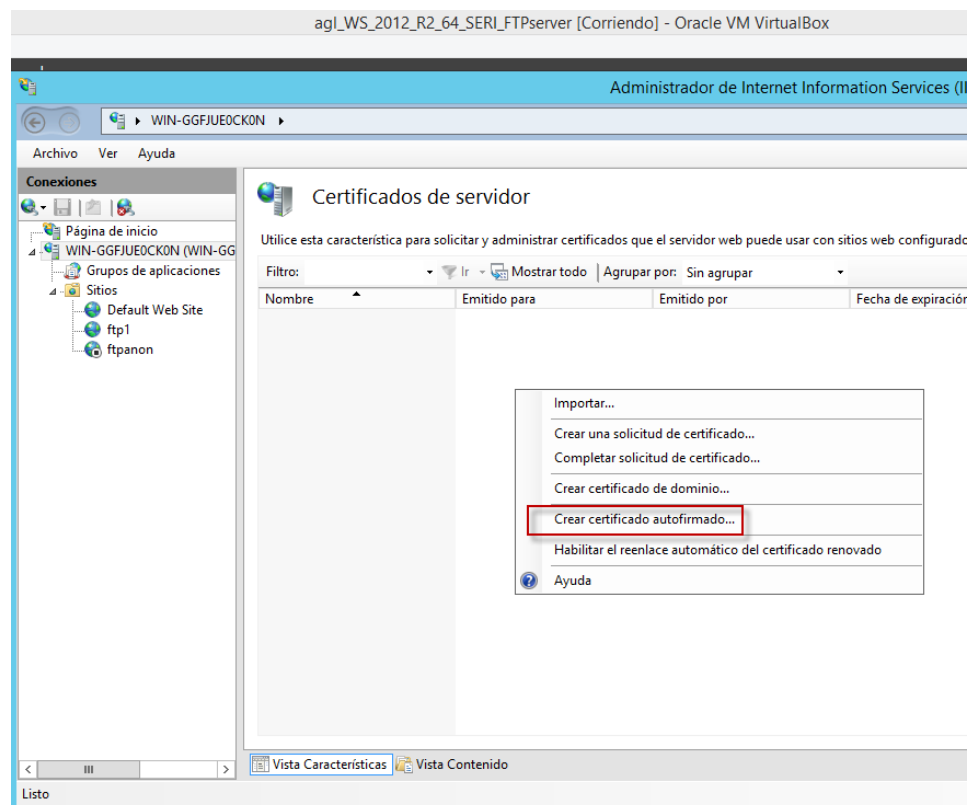 agl_WS_2012_R2_64_SERI_FTPserver [Corriendo] - Oracle VM VirtualBox
Administrador de Internet Information Services (II
WIN-GGFJUE0CK0N
Archivo Ver Ayuda
Conexiones
Página de inicio
WIN-GGFJUE0CK0N (WIN-GG
Grupos de aplicaciones
Sitios
Default Web Site
ftp1
ftpanon
Certificados de servidor
Utilice esta característica para solicitar y administrar certificados que el servidor web puede usar con sitios web configurado
Filtro: Ir Mostrar todo Agrupar por: Sin agrupar
Nombre Emitido para Emitido por Fecha de expiración
Importar...
Crear una solicitud de certificado...
Completar solicitud de certificado...
Crear certificado de dominio...
Crear certificado autofirmado...
Habilitar el reenlace automático del certificado renovado
Ayuda
Vista Características Vista Contenido
Listo